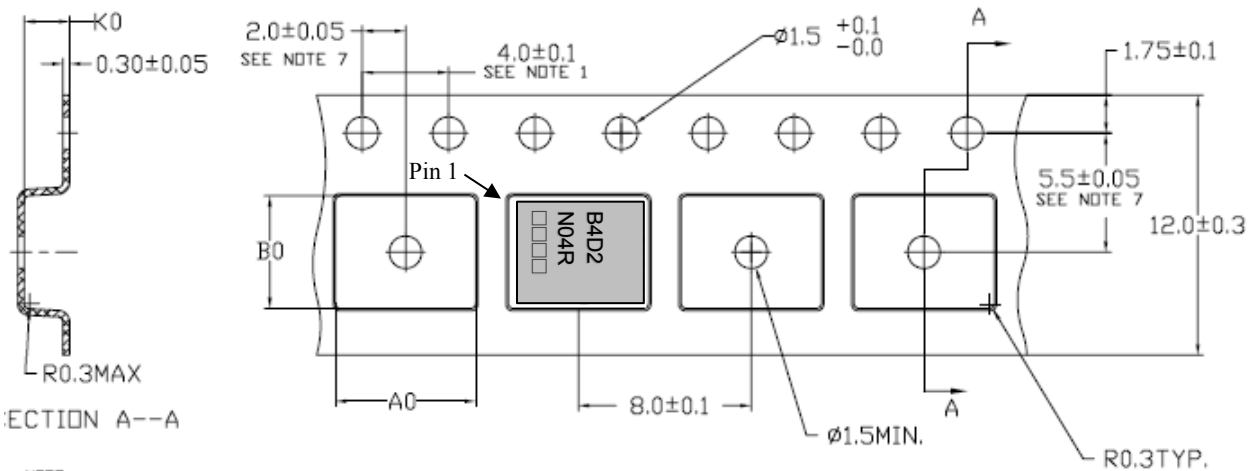 K0
0.30±0.05
2.0±0.05
SEE NOTE 7
4.0±0.1
SEE NOTE 1
ø1.5 +0.1
-0.0
A
1.75±0.1
Pin 1
B0
B4D2
N04R
□□□□
5.5±0.05
SEE NOTE 7
12.0±0.3
R0.3MAX
A0
8.0±0.1
A
ø1.5MIN.
R0.3TYP.
ECTION A--A